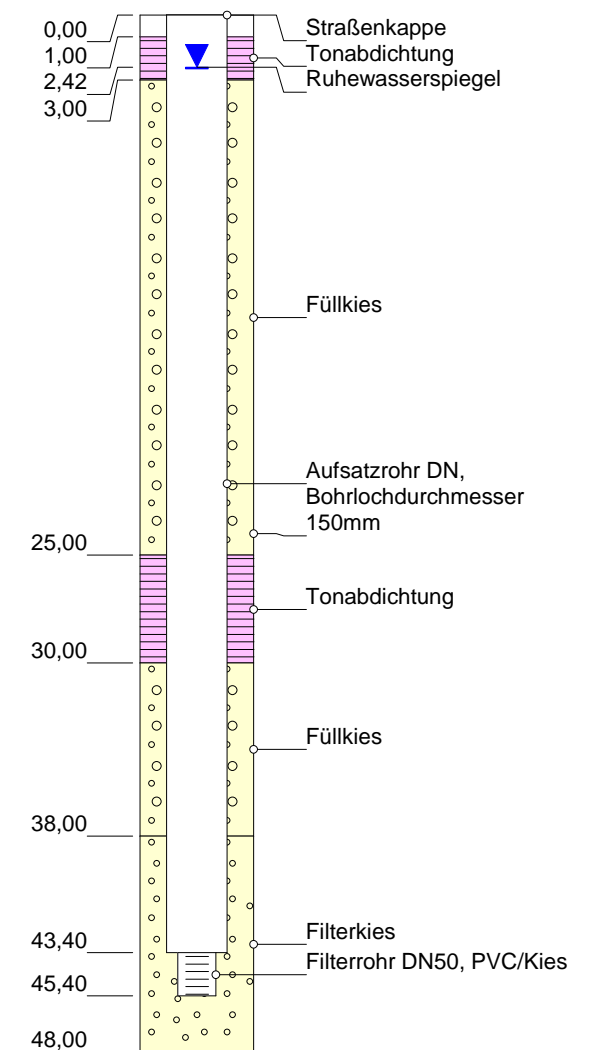 0,00
Straßenkappe
1,00
Tonabdichtung
2,42
Ruhewasserspiegel
3,00
Füllkies
Aufsatzrohr DN,
Bohrlochdurchmesser
150mm
25,00
Tonabdichtung
30,00
Füllkies
38,00
Filterkies
43,40
Filterrohr DN50, PVC/Kies
45,40
48,00